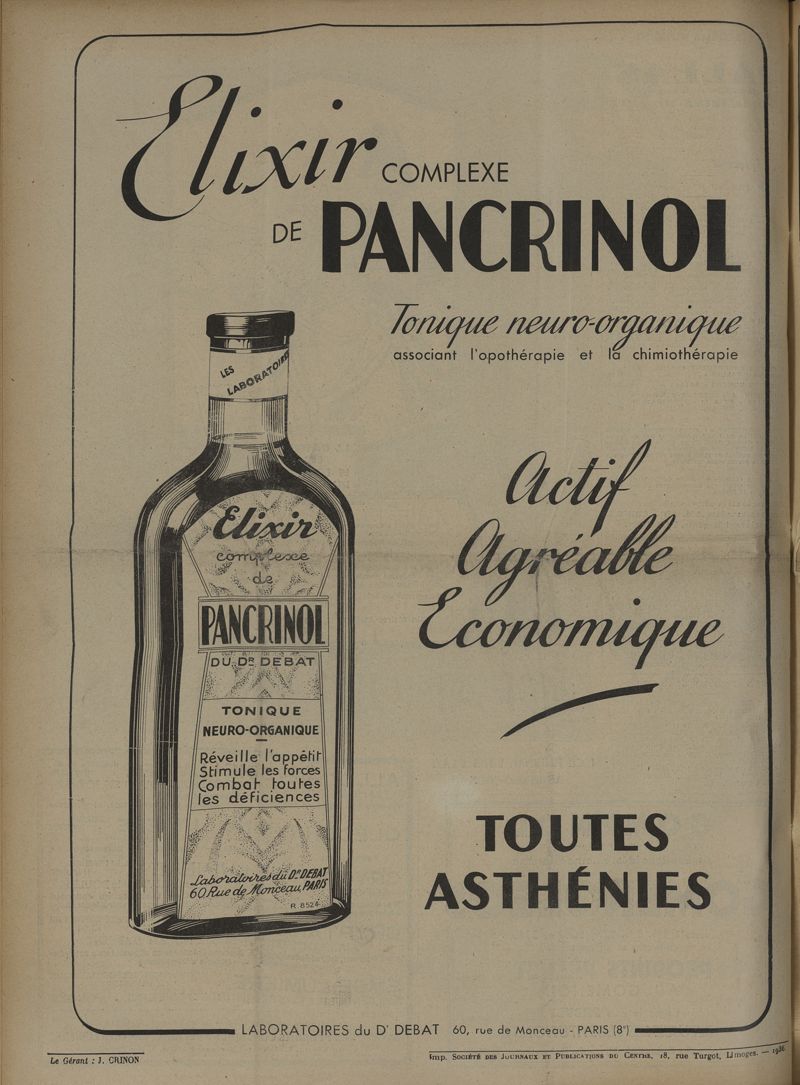 Elixir COMPLEXE
DE PANCRINOL
Tonique neuro-organique
associant l'opothérapie et la chimiothérapie
LES
LABORATOIRES
Elixir
complexe
de
PANCRINOL
DU DR DEBAT
TONIQUE
NEURO-ORGANIQUE
Réveille l'appétit
Stimule les forces
Combat toutes
les déficiences
Laboratoires du Dr DEBAT
60 Rue de Monceau, PARIS
R. 8524
Actif
Agréable
Economique
TOUTES
ASTHÉNIES
LABORATOIRES du Dr DEBAT 60, rue de Monceau - PARIS (8e)
Le Gérant : J. CRINON
Imp. SOCIÉTÉ DES JOURNAUX ET PUBLICATIONS DU CENTRE, 18, rue Turgot, Limoges. — 1936